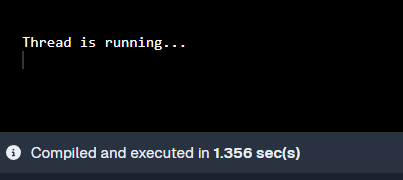 Thread is running...
Compiled and executed in 1.356 sec(s)